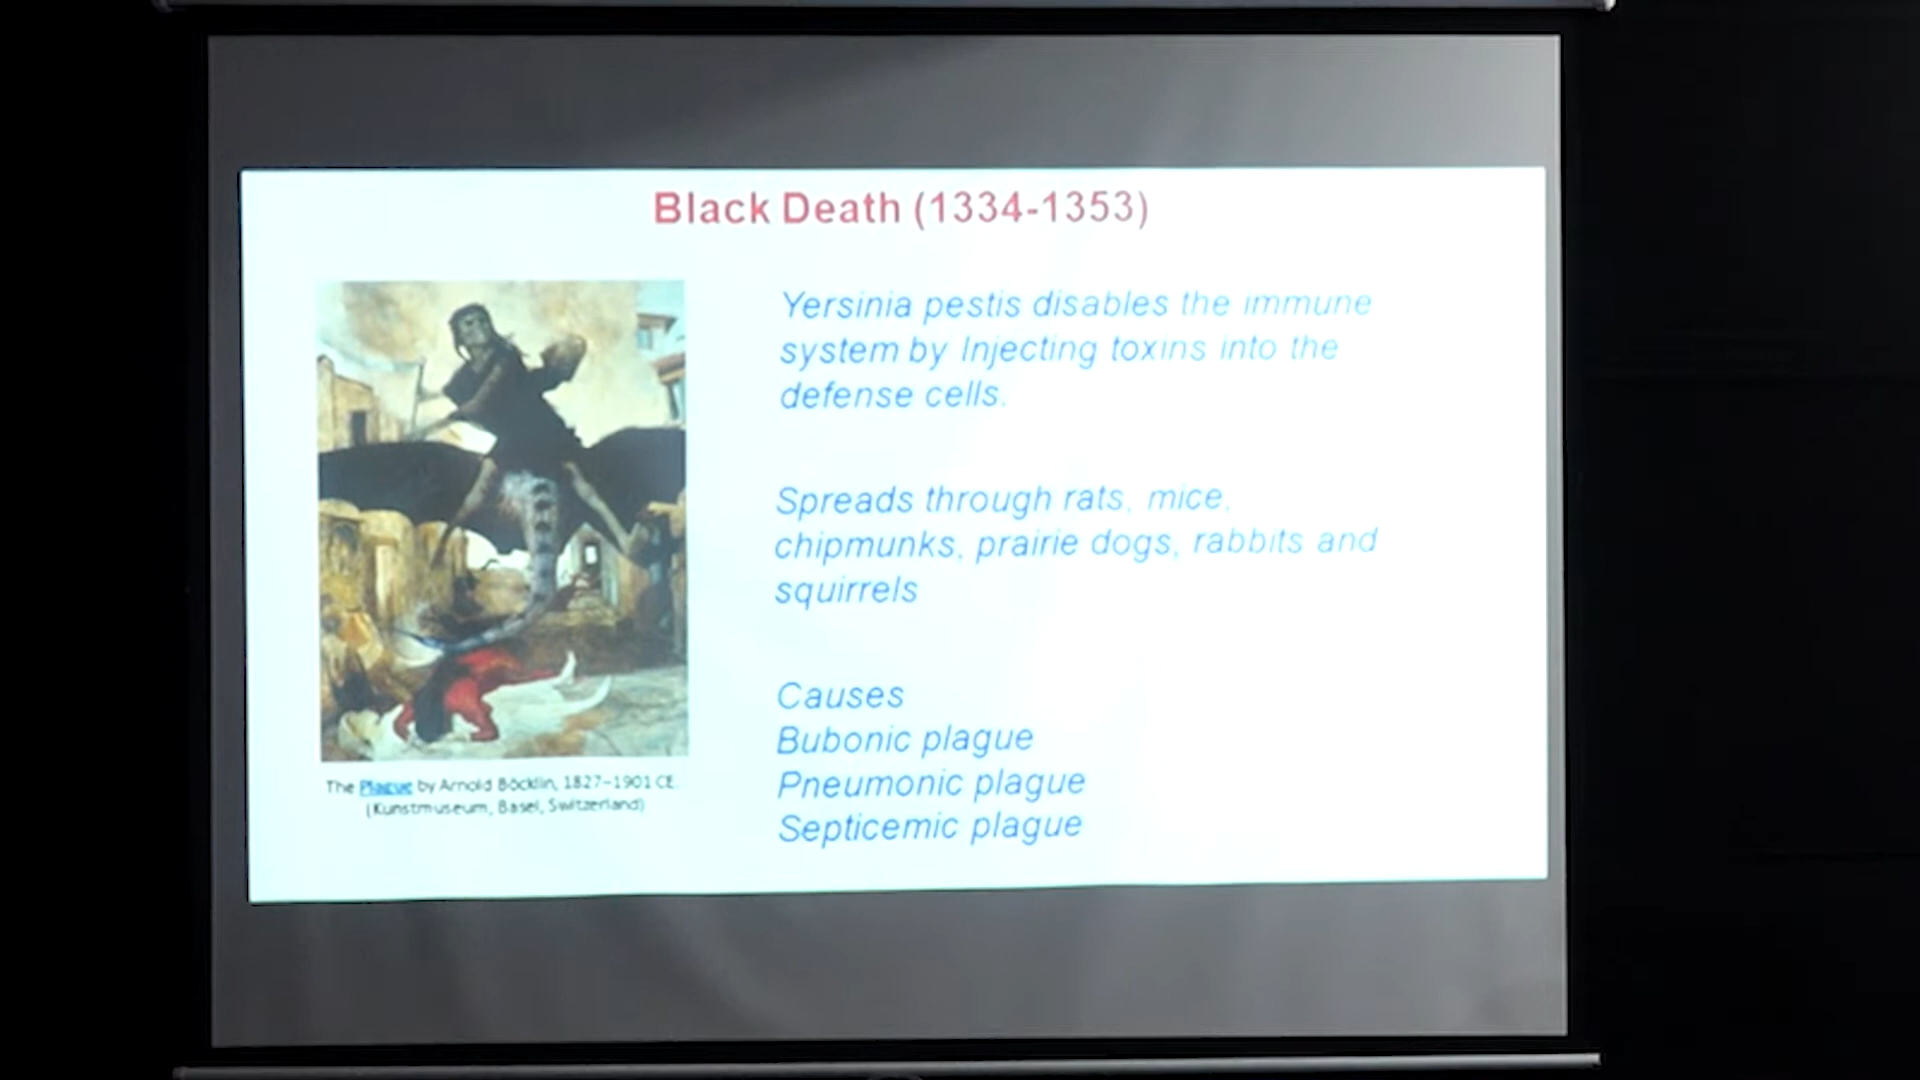 Black Death (1334-1353)
Yersinia pestis disables the immune
system by Injecting toxins into the
defense cells.
Spreads through rats, mice,
chipmunks, prairie dogs, rabbits and
squirrels
Causes
Bubonic plague
Pneumonic plague
Septicemic plague
The Plague by Arnold Böcklin, 1827–1901 CE.
(Kunstmuseum, Basel, Switzerland)